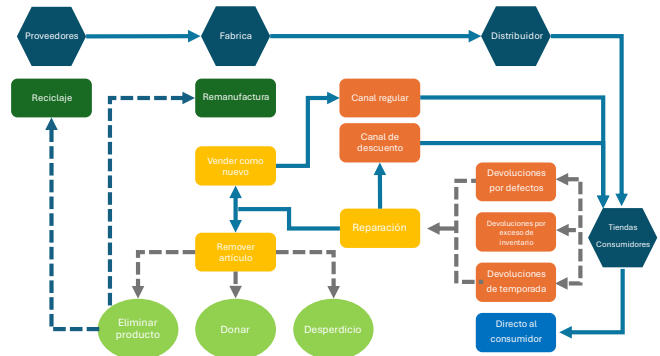 Proveedores
Fabrica
Distribuidor
Reciclaje
Remanufactura
Canal regular
Canal de
descuento
Vender como
nuevo
Devoluciones
por defectos
Reparación
Devoluciones por
exceso de
inventario
Tiendas
Consumidores
Remover
artículo
Devoluciones
de temporada
Eliminar
producto
Donar
Desperdicio
Directo al
consumidor